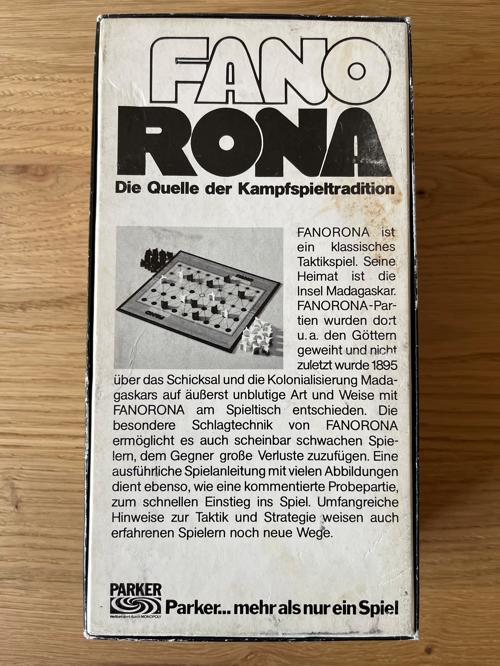 FANO
RONA
Die Quelle der Kampfspieltradition
FANORONA ist
ein klassisches
Taktikspiel. Seine
Heimat ist die
Insel Madagaskar.
FANORONA-Par-
tien wurden dort
u. a. den Göttern
geweiht und nicht
zuletzt wurde 1895
über das Schicksal und die Kolonialisierung Mada-
gaskars auf äußerst unblutige Art und Weise mit
FANORONA am Spieltisch entschieden. Die
besondere Schlagtechnik von FANORONA
ermöglicht es auch scheinbar schwachen Spie-
lern, dem Gegner große Verluste zuzufügen. Eine
ausführliche Spielanleitung mit vielen Abbildungen
dient ebenso, wie eine kommentierte Probepartie,
zum schnellen Einstieg ins Spiel. Umfangreiche
Hinweise zur Taktik und Strategie weisen auch
erfahrenen Spielern noch neue Wege.
PARKER
Weltberühmt durch MONOPOLY
Parker... mehr als nur ein Spiel